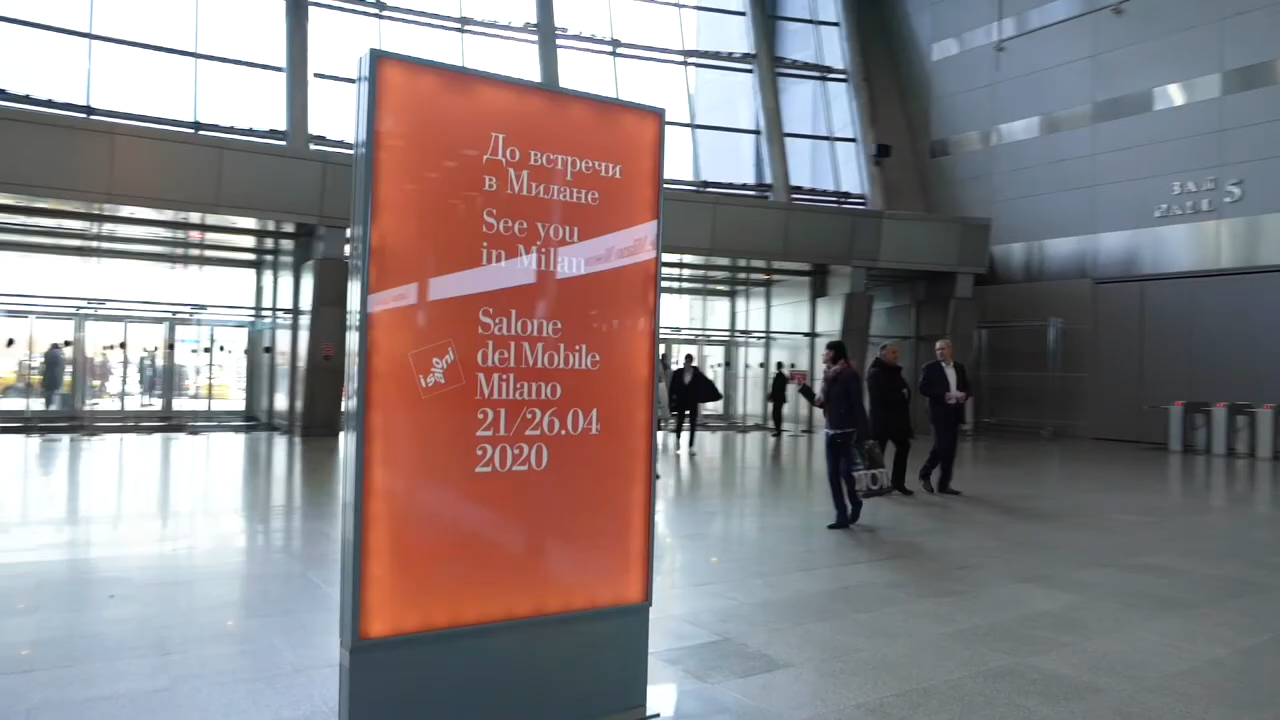 До встречи
в Милане
See you
in Milan
Salone
del Mobile
Milano
21/26.04
2020
i saloni
ЗАЛ 5
HALL